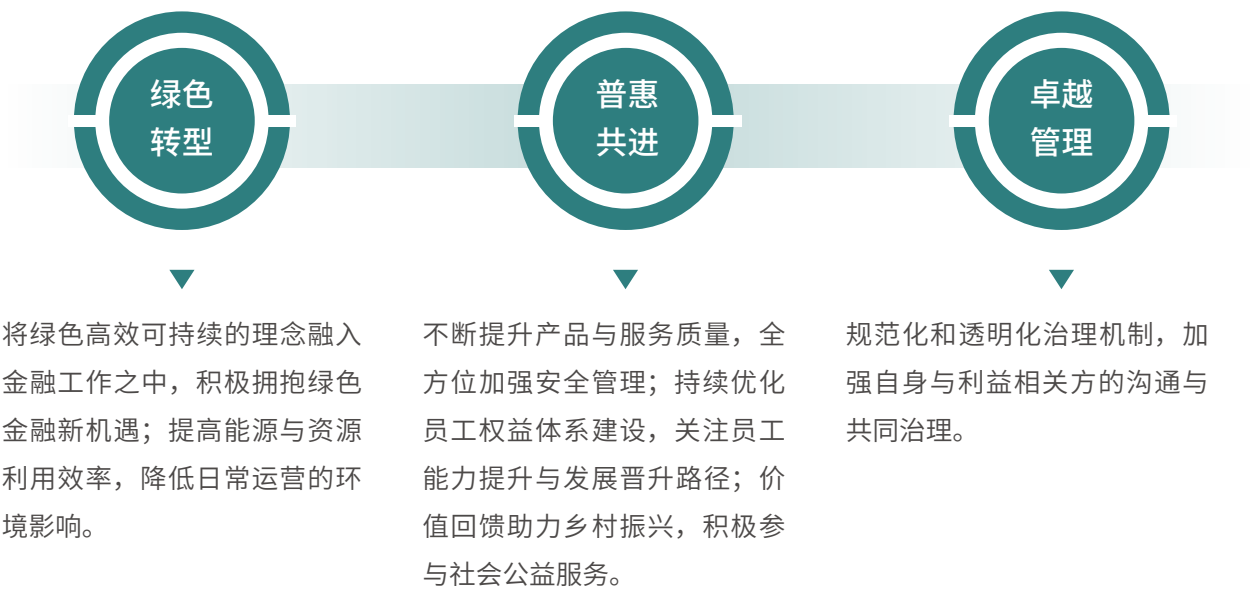 绿色
转型
普惠
共进
卓越
管理
将绿色高效可持续的理念融入
金融工作之中，积极拥抱绿色
金融新机遇；提高能源与资源
利用效率，降低日常运营的环
境影响。
不断提升产品与服务质量，全
方位加强安全管理；持续优化
员工权益体系建设，关注员工
能力提升与发展晋升路径；价
值回馈助力乡村振兴，积极参
与社会公益服务。
规范化和透明化治理机制，加
强自身与利益相关方的沟通与
共同治理。